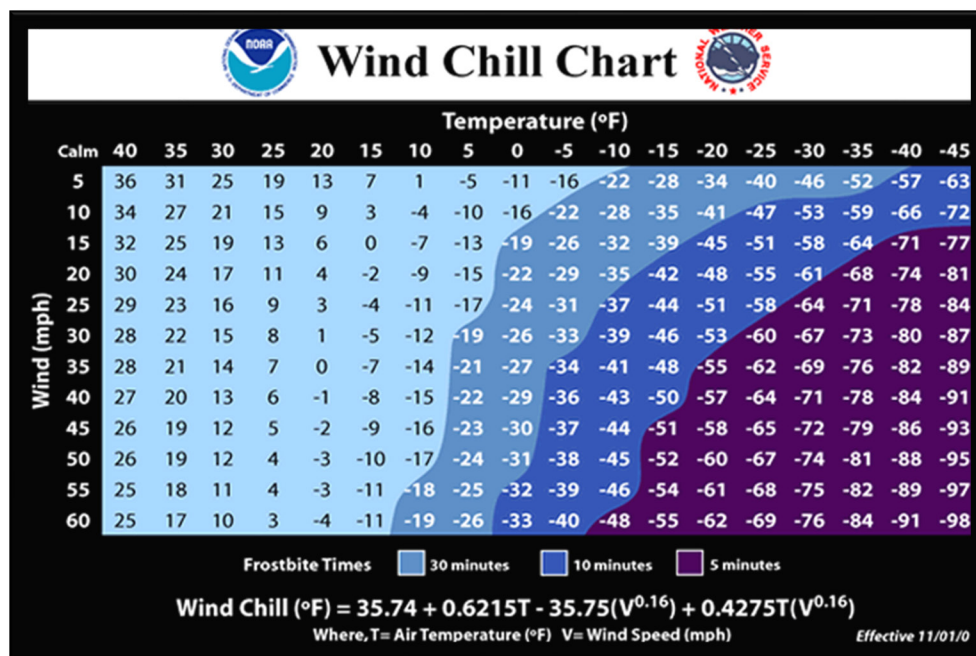 NOAA
Wind Chill Chart
NATIONAL WEATHER SERVICE
Temperature (ºF)
Calm 40 35 30 25 20 15 10 5 0 -5 -10 -15 -20 -25 -30 -35 -40 -45
Wind (mph)
5 36 31 25 19 13 7 1 -5 -11 -16 -22 -28 -34 -40 -46 -52 -57 -63
10 34 27 21 15 9 3 -4 -10 -16 -22 -28 -35 -41 -47 -53 -59 -66 -72
15 32 25 19 13 6 0 -7 -13 -19 -26 -32 -39 -45 -51 -58 -64 -71 -77
20 30 24 17 11 4 -2 -9 -15 -22 -29 -35 -42 -48 -55 -61 -68 -74 -81
25 29 23 16 9 3 -4 -11 -17 -24 -31 -37 -44 -51 -58 -64 -71 -78 -84
30 28 22 15 8 1 -5 -12 -19 -26 -33 -39 -46 -53 -60 -67 -73 -80 -87
35 28 21 14 7 0 -7 -14 -21 -27 -34 -41 -48 -55 -62 -69 -76 -82 -89
40 27 20 13 6 -1 -8 -15 -22 -29 -36 -43 -50 -57 -64 -71 -78 -84 -91
45 26 19 12 5 -2 -9 -16 -23 -30 -37 -44 -51 -58 -65 -72 -79 -86 -93
50 26 19 12 4 -3 -10 -17 -24 -31 -38 -45 -52 -60 -67 -74 -81 -88 -95
55 25 18 11 4 -3 -11 -18 -25 -32 -39 -46 -54 -61 -68 -75 -82 -89 -97
60 25 17 10 3 -4 -11 -19 -26 -33 -40 -48 -55 -62 -69 -76 -84 -91 -98
Frostbite Times 30 minutes 10 minutes 5 minutes
Wind Chill (ºF) = 35.74 + 0.6215T - 35.75(V^0.16) + 0.4275T(V^0.16)
Where, T= Air Temperature (ºF) V= Wind Speed (mph)
Effective 11/01/0